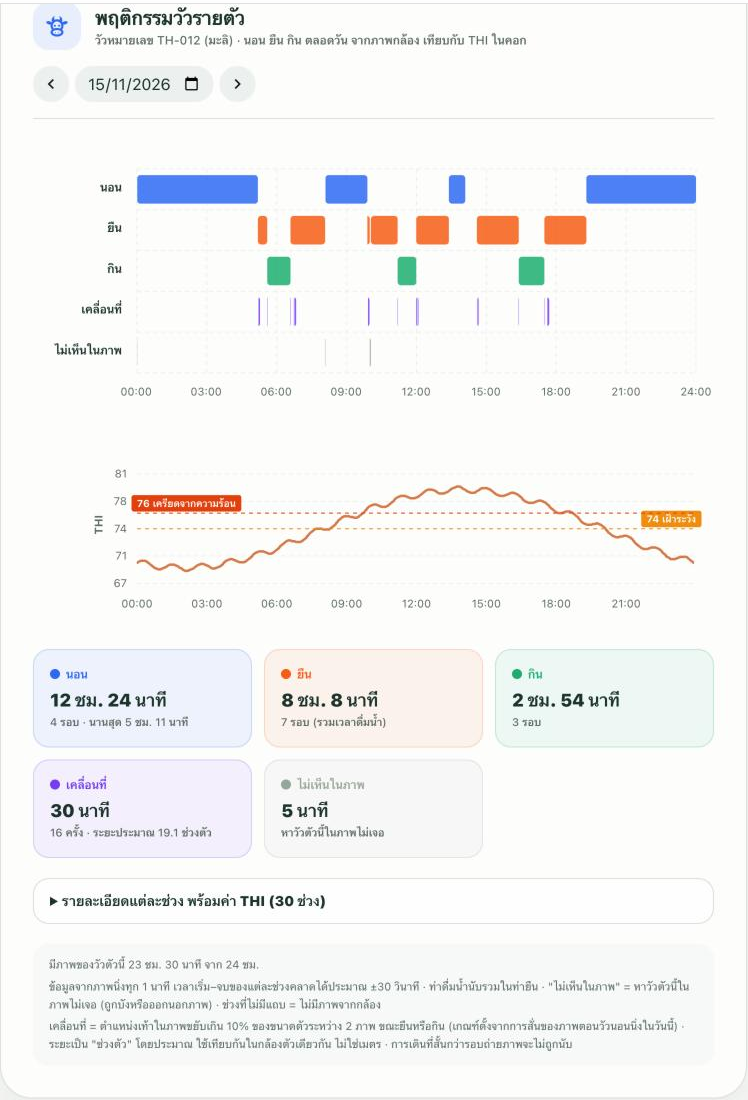 พฤติกรรมวัวรายตัว
วัวหมายเลข TH-012 (มะลิ) · นอน ยืน กิน ตลอดวัน จากภาพกล้อง เทียบกับ THI ในคอก
15/11/2026
นอน
ยืน
กิน
เคลื่อนที่
ไม่เห็นในภาพ
00:00 03:00 06:00 09:00 12:00 15:00 18:00 21:00 24:00
THI
81
78
74
71
67
76 เครียดจากความร้อน
74 เฝ้าระวัง
00:00 03:00 06:00 09:00 12:00 15:00 18:00 21:00
นอน
12 ชม. 24 นาที
4 รอบ · นานสุด 5 ชม. 11 นาที
ยืน
8 ชม. 8 นาที
7 รอบ (รวมเวลาดื่มน้ำ)
กิน
2 ชม. 54 นาที
3 รอบ
เคลื่อนที่
30 นาที
16 ครั้ง · ระยะประมาณ 19.1 ช่วงตัว
ไม่เห็นในภาพ
5 นาที
หาวัวตัวนี้ในภาพไม่เจอ
▶ รายละเอียดแต่ละช่วง พร้อมค่า THI (30 ช่วง)
มีภาพของวัวตัวนี้ 23 ชม. 30 นาที จาก 24 ชม.
ข้อมูลจากภาพนิ่งทุก 1 นาที เวลาเริ่ม–จบของแต่ละช่วงคลาดได้ประมาณ ±30 วินาที · ท่าดื่มน้ำนับรวมในท่ายืน · "ไม่เห็นในภาพ" = หาวัวตัวนี้ใน
ภาพไม่เจอ (ถูกบังหรือออกนอกภาพ) · ช่วงที่ไม่มีแถบ = ไม่มีภาพจากกล้อง
เคลื่อนที่ = ตำแหน่งเท้าในภาพขยับเกิน 10% ของขนาดตัวระหว่าง 2 ภาพ ขณะยืนหรือกิน (เกณฑ์ตั้งจากการสั่นของภาพตอนวัวนอนนิ่งในวันนี้) ·
ระยะเป็น "ช่วงตัว" โดยประมาณ ใช้เทียบกันในกล้องตัวเดียวกัน ไม่ใช่เมตร · การเดินที่สั้นกว่ารอบถ่ายภาพจะไม่ถูกนับ